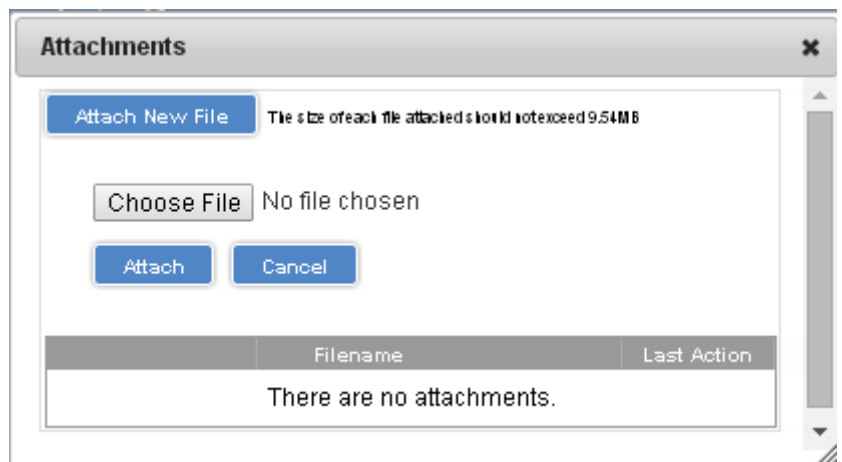 Attachments
Attach New File The size of each file attached should not exceed 9.54MB
Choose File No file chosen
Attach Cancel
Filename Last Action
There are no attachments.